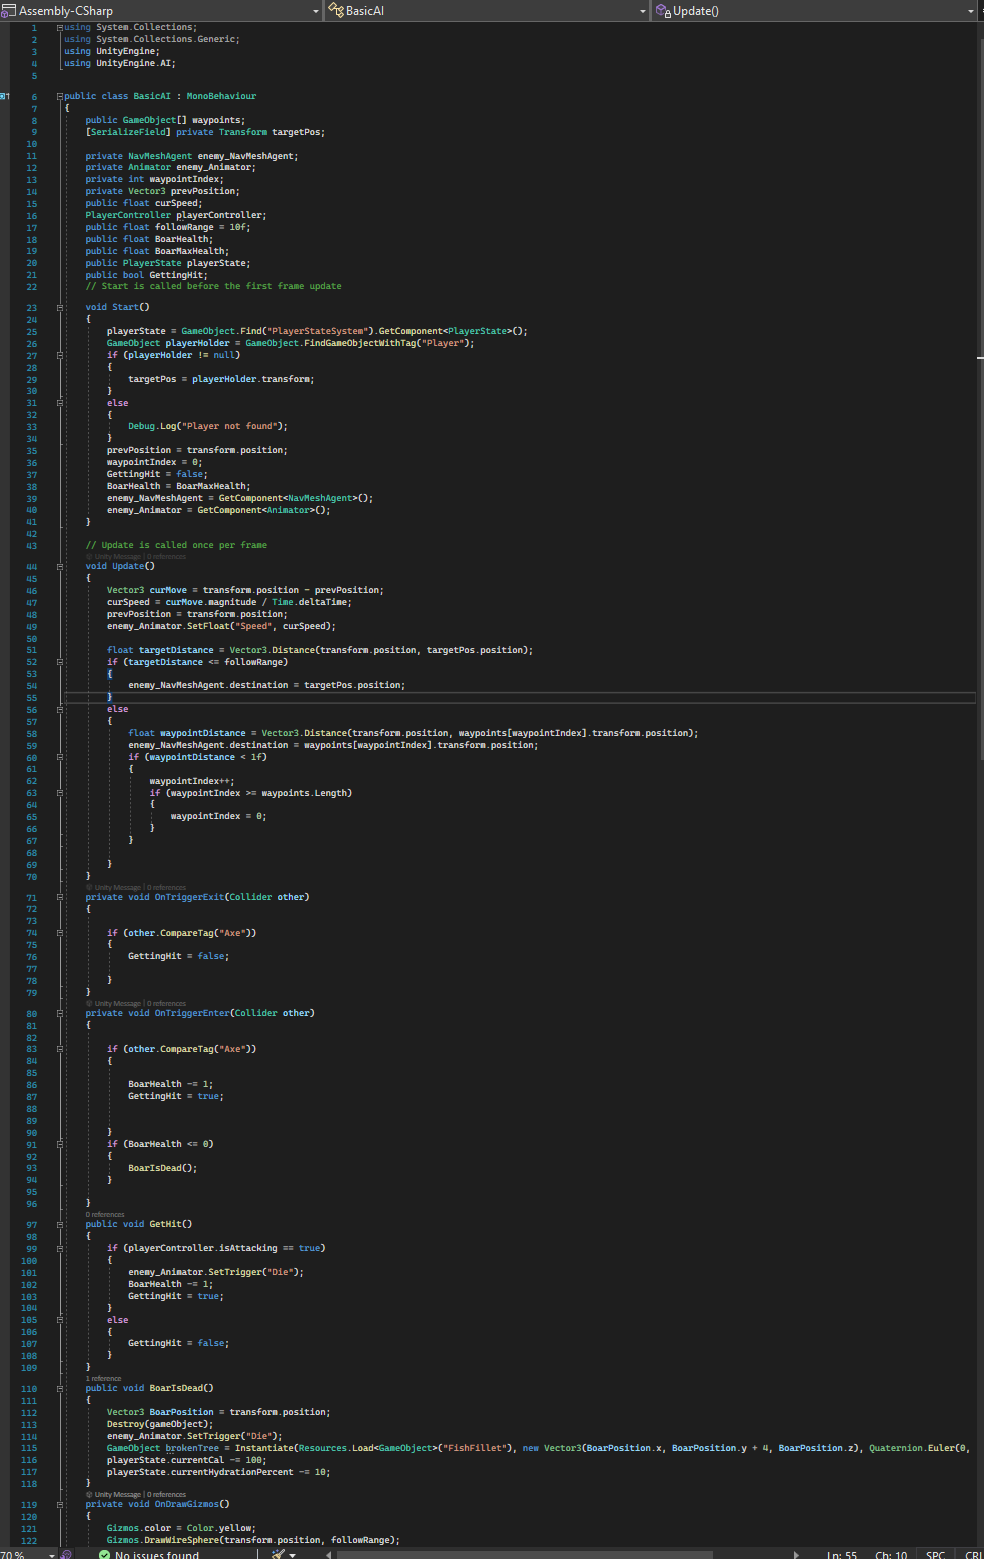 Assembly-CSharp BasicAI Update()
1 using System.Collections;
2 using System.Collections.Generic;
3 using UnityEngine;
4 using UnityEngine.AI;
5
6 public class BasicAI : MonoBehaviour
7 {
8 public GameObject[] waypoints;
9 [SerializeField] private Transform targetPos;
10
11 private NavMeshAgent enemy_NavMeshAgent;
12 private Animator enemy_Animator;
13 private int waypointIndex;
14 private Vector3 prevPosition;
15 public float curSpeed;
16 PlayerController playerController;
17 public float followRange = 10f;
18 public float BoarHealth;
19 public float BoarMaxHealth;
20 public PlayerState playerState;
21 public bool GettingHit;
22 // Start is called before the first frame update
23 void Start()
24 {
25 playerState = GameObject.Find("PlayerStateSystem").GetComponent<PlayerState>();
26 GameObject playerHolder = GameObject.FindGameObjectWithTag("Player");
27 if (playerHolder != null)
28 {
29 targetPos = playerHolder.transform;
30 }
31 else
32 {
33 Debug.Log("Player not found");
34 }
35 prevPosition = transform.position;
36 waypointIndex = 0;
37 GettingHit = false;
38 BoarHealth = BoarMaxHealth;
39 enemy_NavMeshAgent = GetComponent<NavMeshAgent>();
40 enemy_Animator = GetComponent<Animator>();
41 }
42
43 // Update is called once per frame
Unity Message | 0 references
44 void Update()
45 {
46 Vector3 curMove = transform.position - prevPosition;
47 curSpeed = curMove.magnitude / Time.deltaTime;
48 prevPosition = transform.position;
49 enemy_Animator.SetFloat("Speed", curSpeed);
50
51 float targetDistance = Vector3.Distance(transform.position, targetPos.position);
52 if (targetDistance <= followRange)
53 {
54 enemy_NavMeshAgent.destination = targetPos.position;
55 }
56 else
57 {
58 float waypointDistance = Vector3.Distance(transform.position, waypoints[waypointIndex].transform.position);
59 enemy_NavMeshAgent.destination = waypoints[waypointIndex].transform.position;
60 if (waypointDistance < 1f)
61 {
62 waypointIndex++;
63 if (waypointIndex >= waypoints.Length)
64 {
65 waypointIndex = 0;
66 }
67 }
68
69 }
70 }
Unity Message | 0 references
71 private void OnTriggerExit(Collider other)
72 {
73
74 if (other.CompareTag("Axe"))
75 {
76 GettingHit = false;
77
78 }
79 }
Unity Message | 0 references
80 private void OnTriggerEnter(Collider other)
81 {
82
83 if (other.CompareTag("Axe"))
84 {
85
86 BoarHealth -= 1;
87 GettingHit = true;
88
89
90 }
91 if (BoarHealth <= 0)
92 {
93 BoarIsDead();
94 }
95
96 }
0 references
97 public void GetHit()
98 {
99 if (playerController.isAttacking == true)
100 {
101 enemy_Animator.SetTrigger("Die");
102 BoarHealth -= 1;
103 GettingHit = true;
104 }
105 else
106 {
107 GettingHit = false;
108 }
109 }
1 reference
110 public void BoarIsDead()
111 {
112 Vector3 BoarPosition = transform.position;
113 Destroy(gameObject);
114 enemy_Animator.SetTrigger("Die");
115 GameObject brokenTree = Instantiate(Resources.Load<GameObject>("FishFillet"), new Vector3(BoarPosition.x, BoarPosition.y + 4, BoarPosition.z), Quaternion.Euler(0,
116 playerState.currentCal -= 100;
117 playerState.currentHydrationPercent -= 10;
118 }
Unity Message | 0 references
119 private void OnDrawGizmos()
120 {
121 Gizmos.color = Color.yellow;
122 Gizmos.DrawWireSphere(transform.position, followRange);
70 % No issues found Ln: 55 Ch: 10 SPC CRL